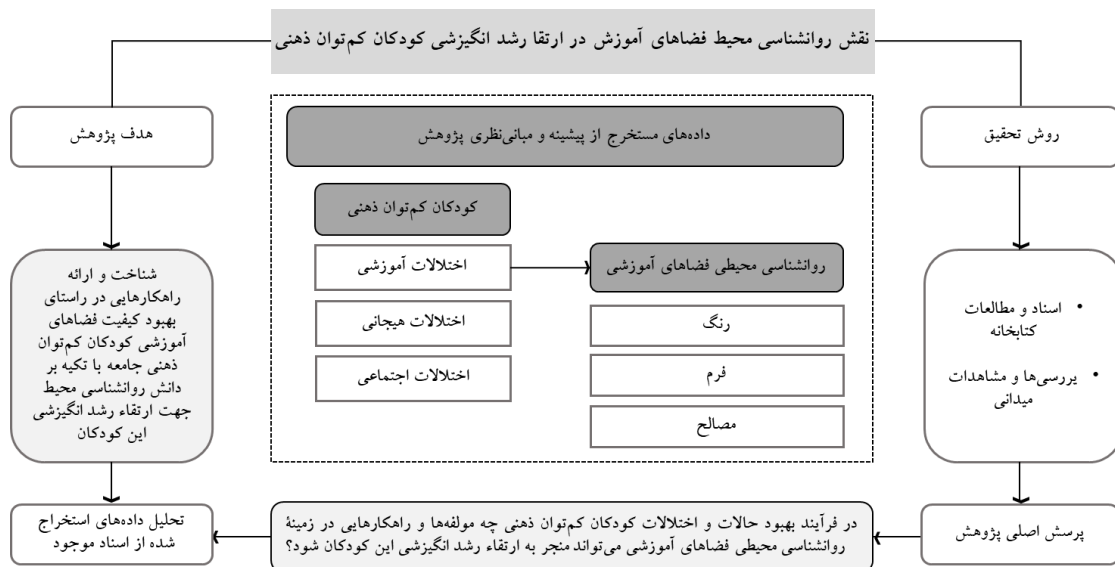 نقش روانشناسی محیط فضاهای آموزش در ارتقا رشد انگیزشی کودکان کم‌توان ذهنی
روش تحقیق
اسناد و مطالعات
کتابخانه
یررسی‌ها و مشاهدات
میدانی
پرسش اصلی پژوهش
داده‌های مستخرج از پیشینه و مبانی‌نظری پژوهش
کودکان کم‌توان ذهنی
اختلالات آموزشی
اختلالات هیجانی
اختلالات اجتماعی
روانشناسی محیطی فضاهای آموزشی
رنگ
فرم
مصالح
در فرآیند بهبود حالات و اختلالات کودکان کم‌توان ذهنی چه مولفه‌ها و راهکارهایی در زمینهٔ
روانشناسی محیطی فضاهای آموزشی می‌تواند منجر به ارتقاء رشد انگیزشی این کودکان شود؟
هدف پژوهش
شناخت و ارائه
راهکارهایی در راستای
بهبود کیفیت فضاهای
آموزشی کودکان کم‌توان
ذهنی جامعه با تکیه بر
دانش روانشناسی محیط
جهت ارتقاء رشد انگیزشی
این کودکان
تحلیل داده‌های استخراج
شده از اسناد موجود